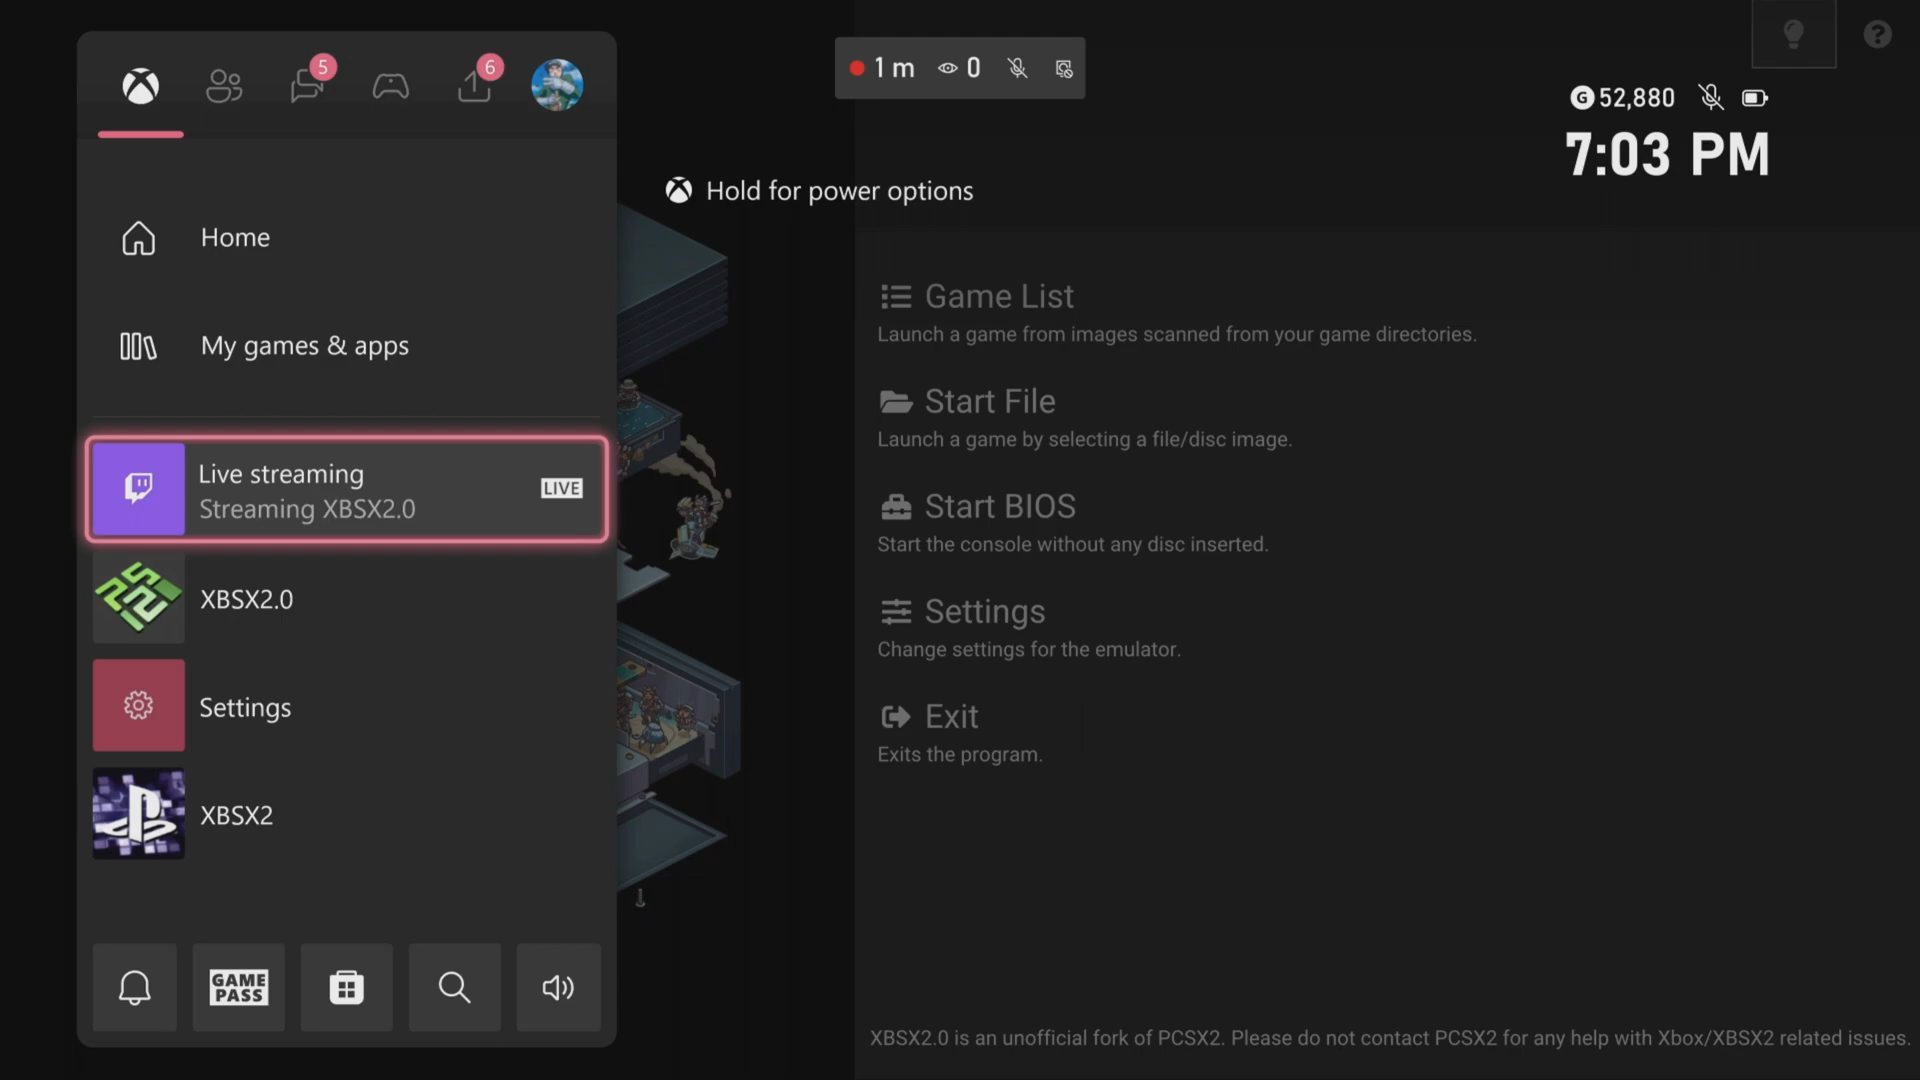 5
6
1 m 0
52,880
7:03 PM
Hold for power options
Home
My games & apps
Live streaming
Streaming XBSX2.0
LIVE
XBSX2.0
Settings
XBSX2
GAME
PASS
Game List
Launch a game from images scanned from your game directories.
Start File
Launch a game by selecting a file/disc image.
Start BIOS
Start the console without any disc inserted.
Settings
Change settings for the emulator.
Exit
Exits the program.
XBSX2.0 is an unofficial fork of PCSX2. Please do not contact PCSX2 for any help with Xbox/XBSX2 related issues.